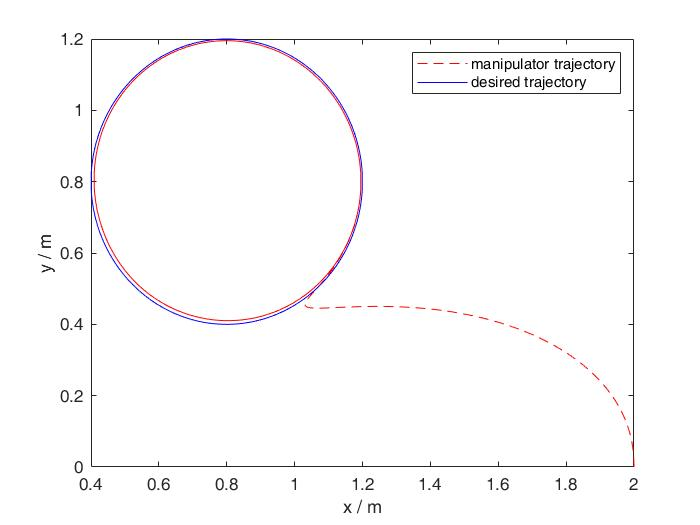 manipulator trajectory
desired trajectory
1.2
1
0.8
0.6
0.4
0.2
0
y / m
0.4 0.6 0.8 1 1.2 1.4 1.6 1.8 2
x / m